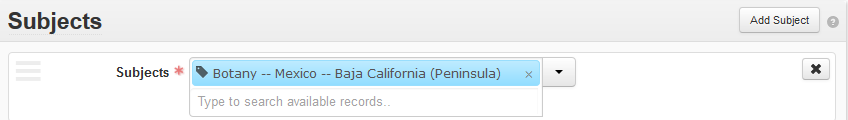 Subjects
Add Subject
Subjects * Botany -- Mexico -- Baja California (Peninsula) ×
Type to search available records..